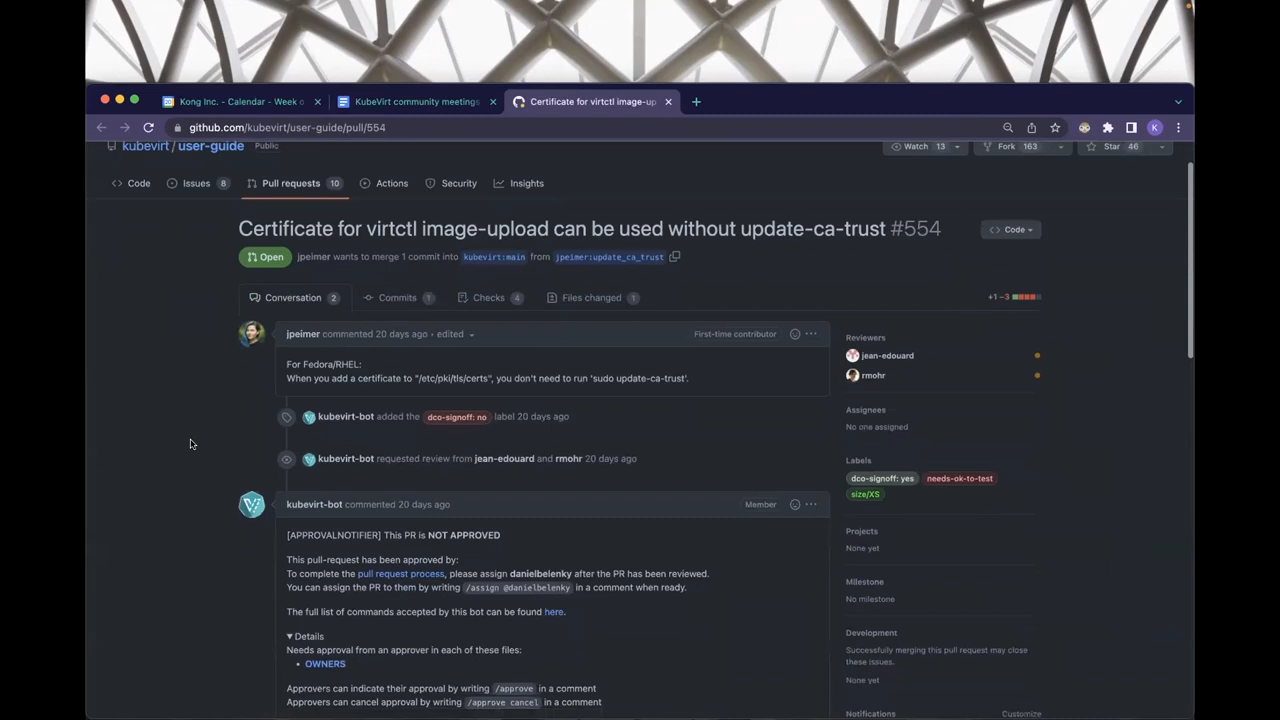 Kong Inc. - Calendar - Week o
KubeVirt community meetings
Certificate for virtctl image-up
github.com/kubevirt/user-guide/pull/554
K
kubevirt / user-guide Public
Watch 13
Fork 163
Star 46
Code
Issues 8
Pull requests 10
Actions
Security
Insights
Certificate for virtctl image-upload can be used without update-ca-trust #554
Code
Open
jpeimer wants to merge 1 commit into kubevirt:main from jpeimer:update_ca_trust
Conversation 2
Commits 1
Checks 4
Files changed 1
+1 −3
jpeimer commented 20 days ago • edited
First-time contributor
For Fedora/RHEL:
When you add a certificate to "/etc/pki/tls/certs", you don't need to run 'sudo update-ca-trust'.
kubevirt-bot added the dco-signoff: no label 20 days ago
kubevirt-bot requested review from jean-edouard and rmohr 20 days ago
kubevirt-bot commented 20 days ago
Member
[APPROVALNOTIFIER] This PR is NOT APPROVED
This pull-request has been approved by:
To complete the pull request process, please assign danielbelenky after the PR has been reviewed.
You can assign the PR to them by writing /assign @danielbelenky in a comment when ready.
The full list of commands accepted by this bot can be found here.
▼ Details
Needs approval from an approver in each of these files:
• OWNERS
Approvers can indicate their approval by writing /approve in a comment
Approvers can cancel approval by writing /approve cancel in a comment
Reviewers
jean-edouard
rmohr
Assignees
No one assigned
Labels
dco-signoff: yes
needs-ok-to-test
size/XS
Projects
None yet
Milestone
No milestone
Development
Successfully merging this pull request may close
these issues.
None yet
Notifications
Customize